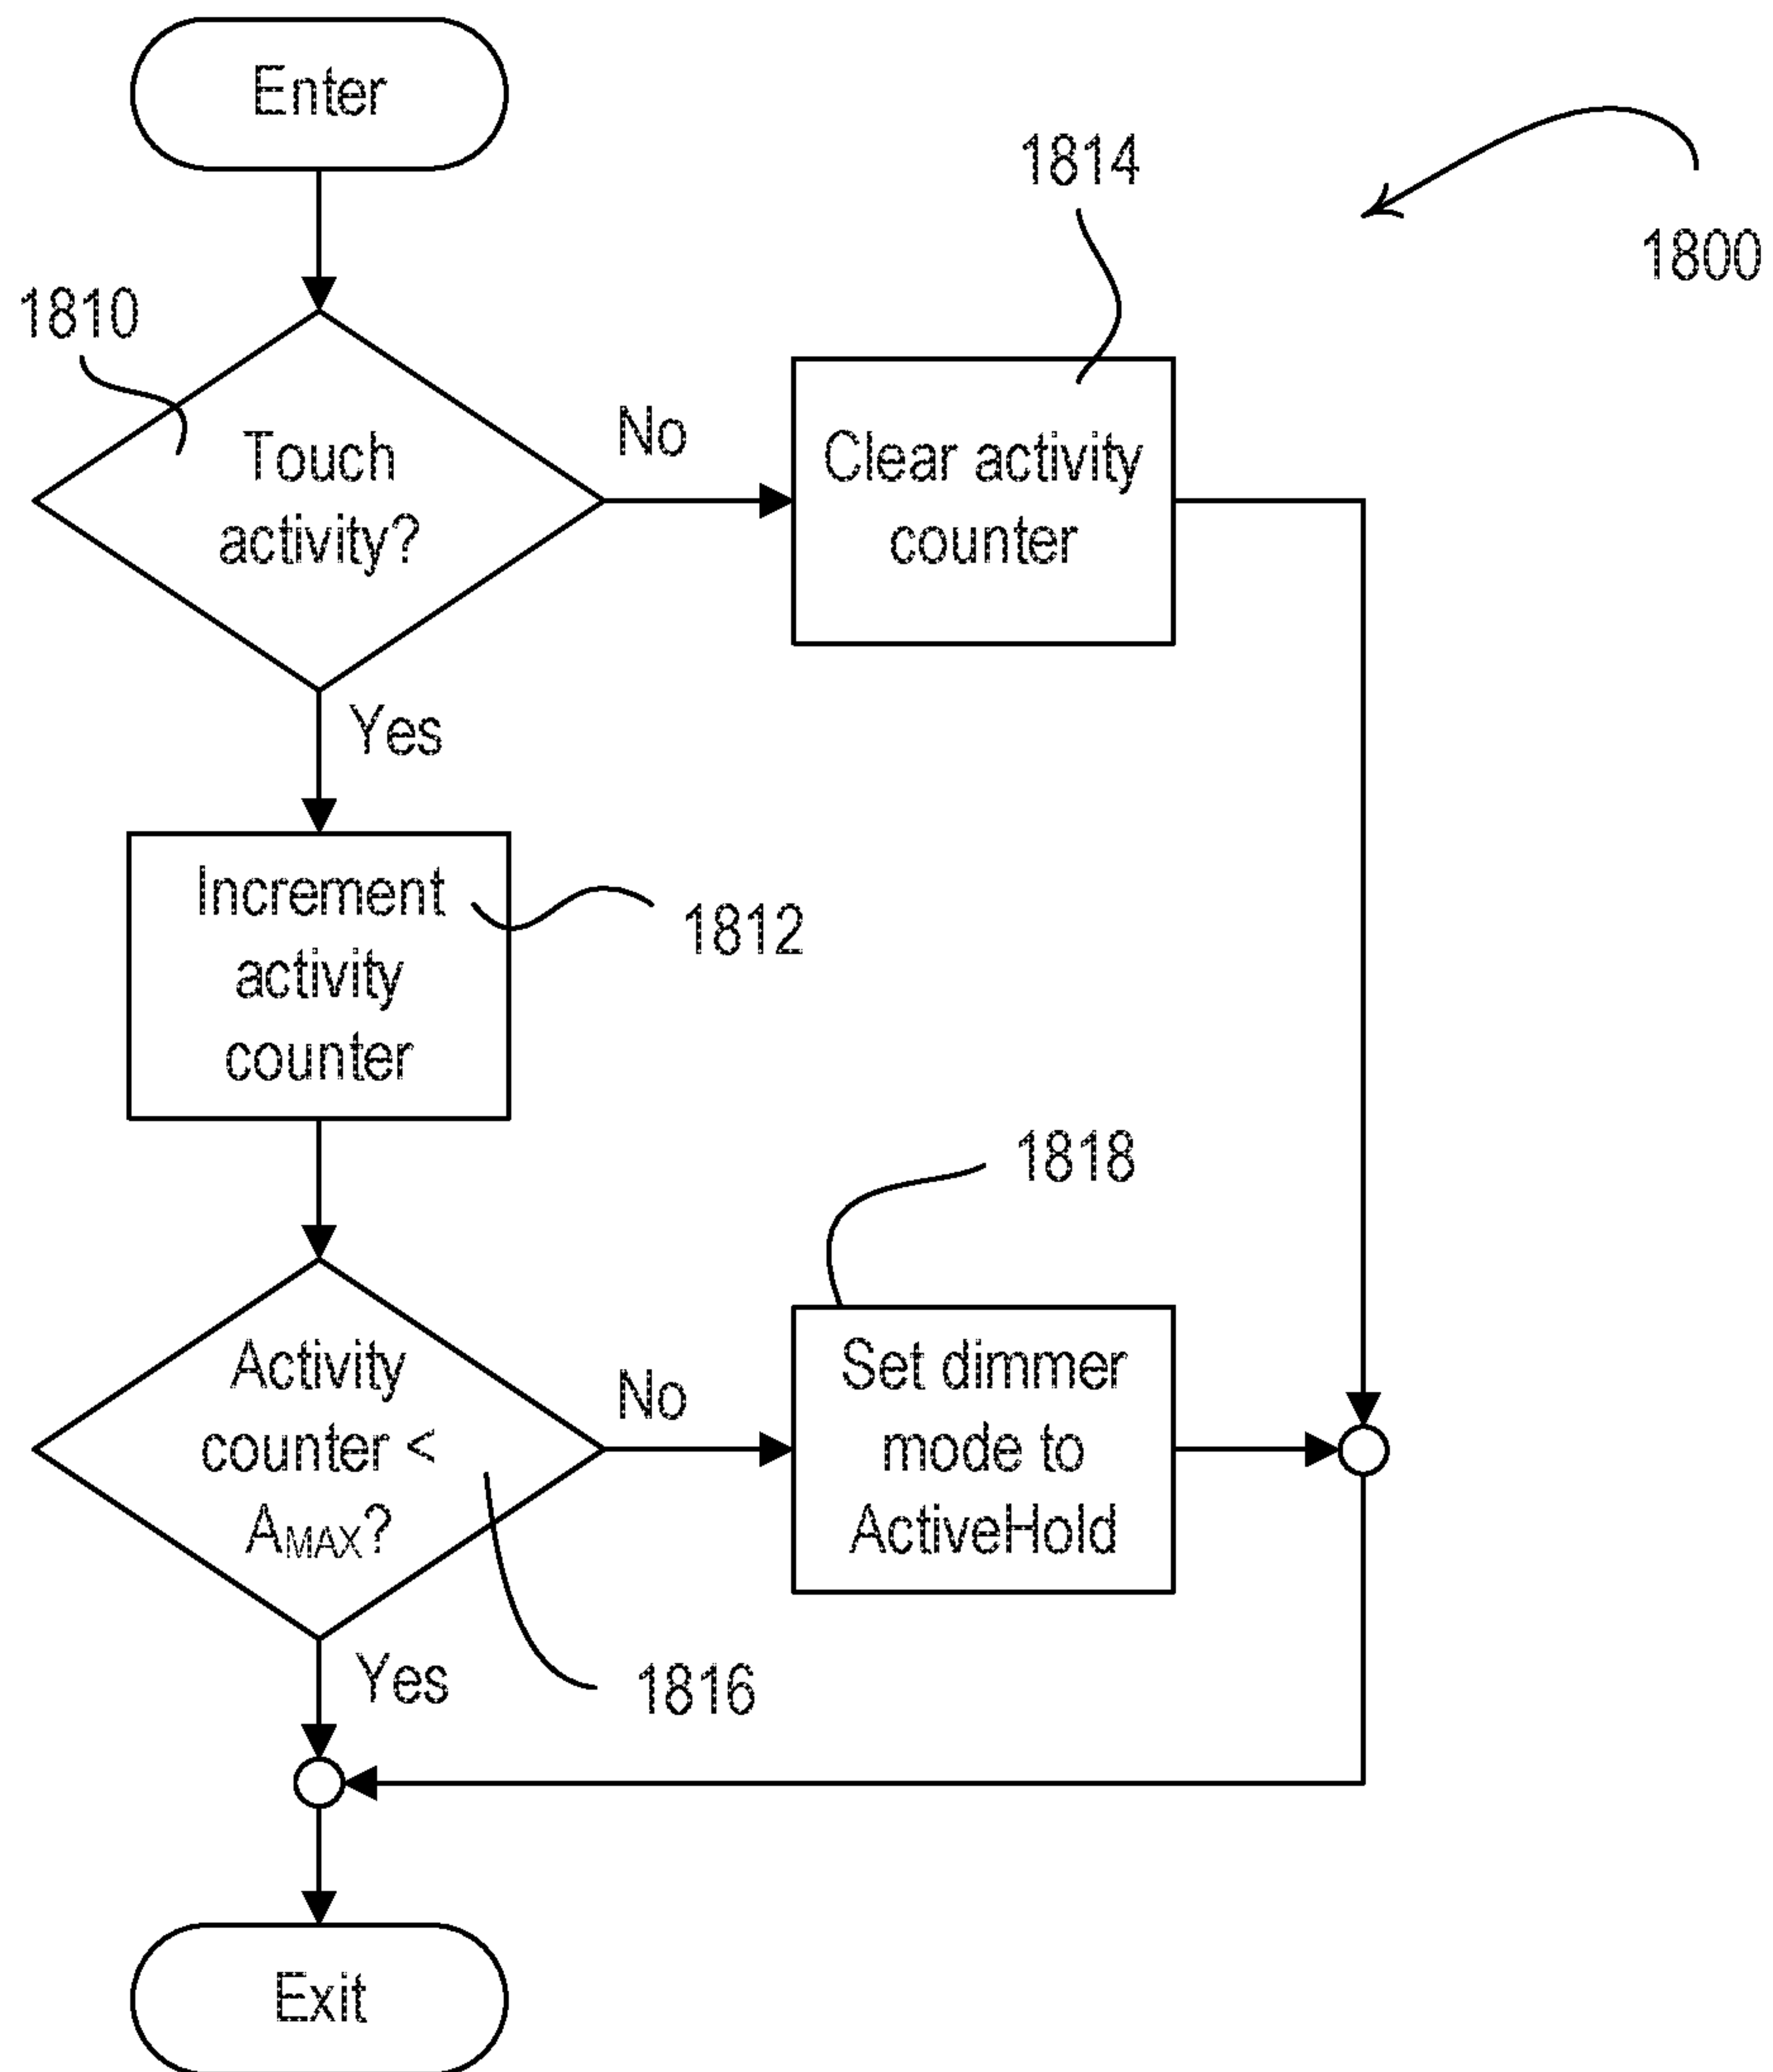 Enter
1814
1800
1810
Touch
activity?
No
Clear activity
counter
Yes
Increment
activity
counter
1812
1818
Activity
counter <
AMAX?
No
Set dimmer
mode to
ActiveHold
Yes
1816
Exit